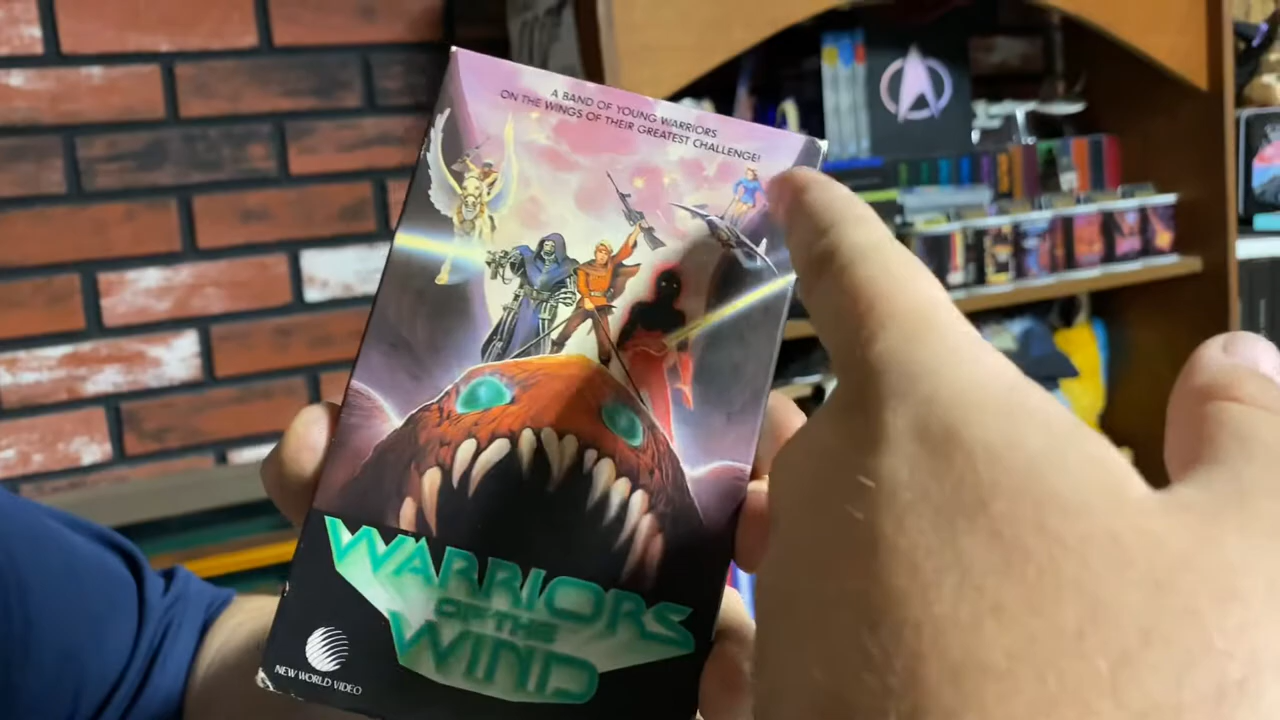 A BAND OF YOUNG WARRIORS
ON THE WINGS OF THEIR GREATEST CHALLENGE!
WARRIORS
OF THE
WIND
NEW WORLD VIDEO